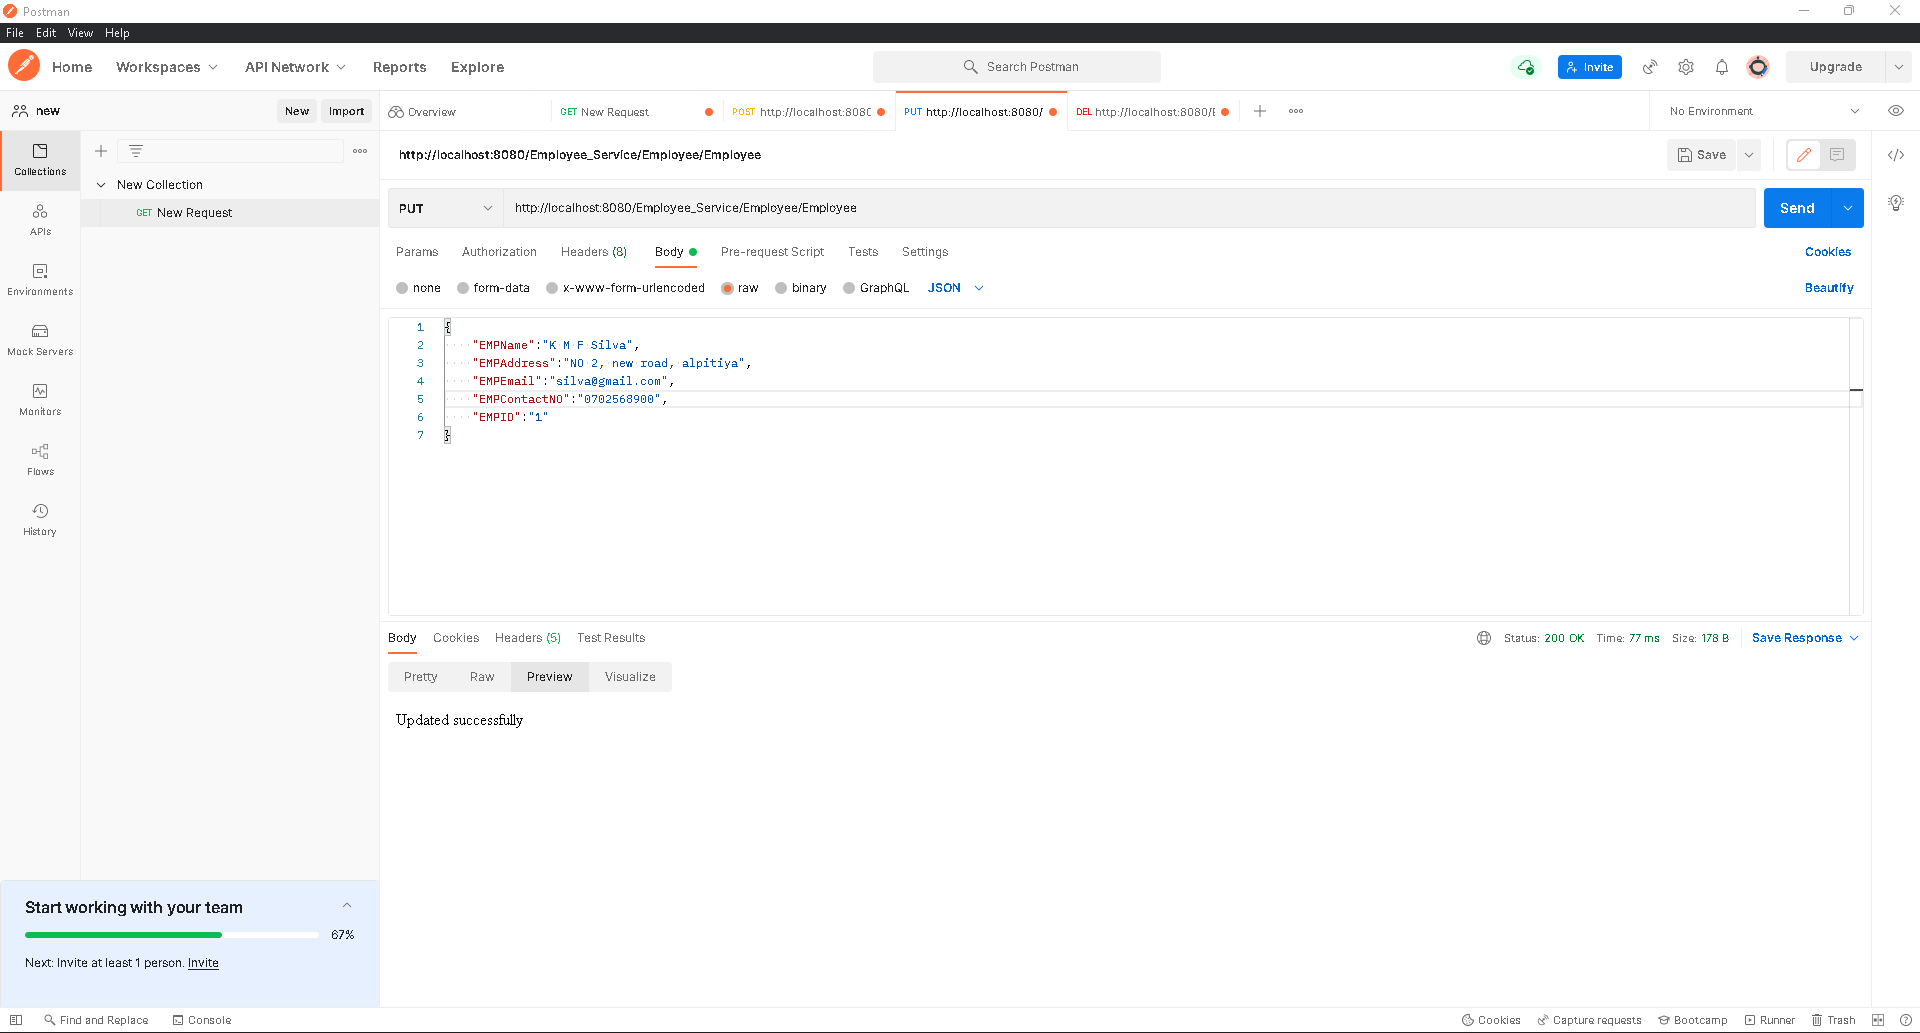 Postman
File Edit View Help
Home Workspaces API Network Reports Explore Search Postman Invite Upgrade
new New Import
Overview GET New Request POST http://localhost:8080 PUT http://localhost:8080/ DEL http://localhost:8080/ No Environment
Collections
APIs
Environments
Mock Servers
Monitors
Flows
History
New Collection
GET New Request
http://localhost:8080/Employee_Service/Employee/Employee Save
PUT http://localhost:8080/Employee_Service/Employee/Employee Send
Params Authorization Headers (8) Body Pre-request Script Tests Settings Cookies
none form-data x-www-form-urlencoded raw binary GraphQL JSON Beautify
1 {
2 "EMPName":"K M F Silva",
3 "EMPAddress":"NO 2, new road, alpitiya",
4 "EMPEmail":"silva@gmail.com",
5 "EMPContactNO":"0702568900",
6 "EMPID":"1"
7 }
Body Cookies Headers (5) Test Results Status: 200 OK Time: 77 ms Size: 178 B Save Response
Pretty Raw Preview Visualize
Updated successfully
Start working with your team
67%
Next: Invite at least 1 person. Invite
Find and Replace Console Cookies Capture requests Bootcamp Runner Trash